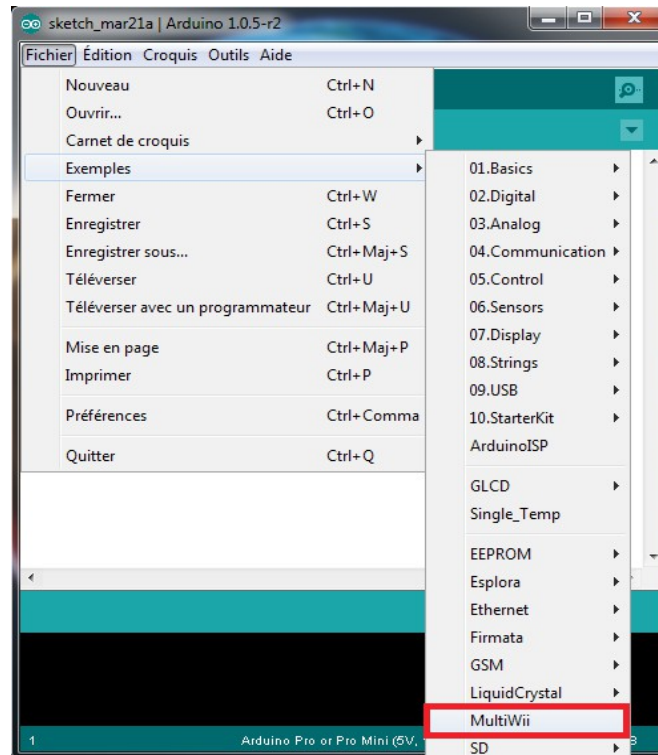 sketch_mar21a | Arduino 1.0.5-r2
Fichier Édition Croquis Outils Aide
Nouveau Ctrl+N
Ouvrir... Ctrl+O
Carnet de croquis
Exemples
Fermer Ctrl+W
Enregistrer Ctrl+S
Enregistrer sous... Ctrl+Maj+S
Téléverser Ctrl+U
Téléverser avec un programmateur Ctrl+Maj+U
Mise en page Ctrl+Maj+P
Imprimer Ctrl+P
Préférences Ctrl+Comma
Quitter Ctrl+Q
01.Basics
02.Digital
03.Analog
04.Communication
05.Control
06.Sensors
07.Display
08.Strings
09.USB
10.StarterKit
ArduinoISP
GLCD
Single_Temp
EEPROM
Esplora
Ethernet
Firmata
GSM
LiquidCrystal
MultiWii
SD
1 Arduino Pro or Pro Mini (5V, 8